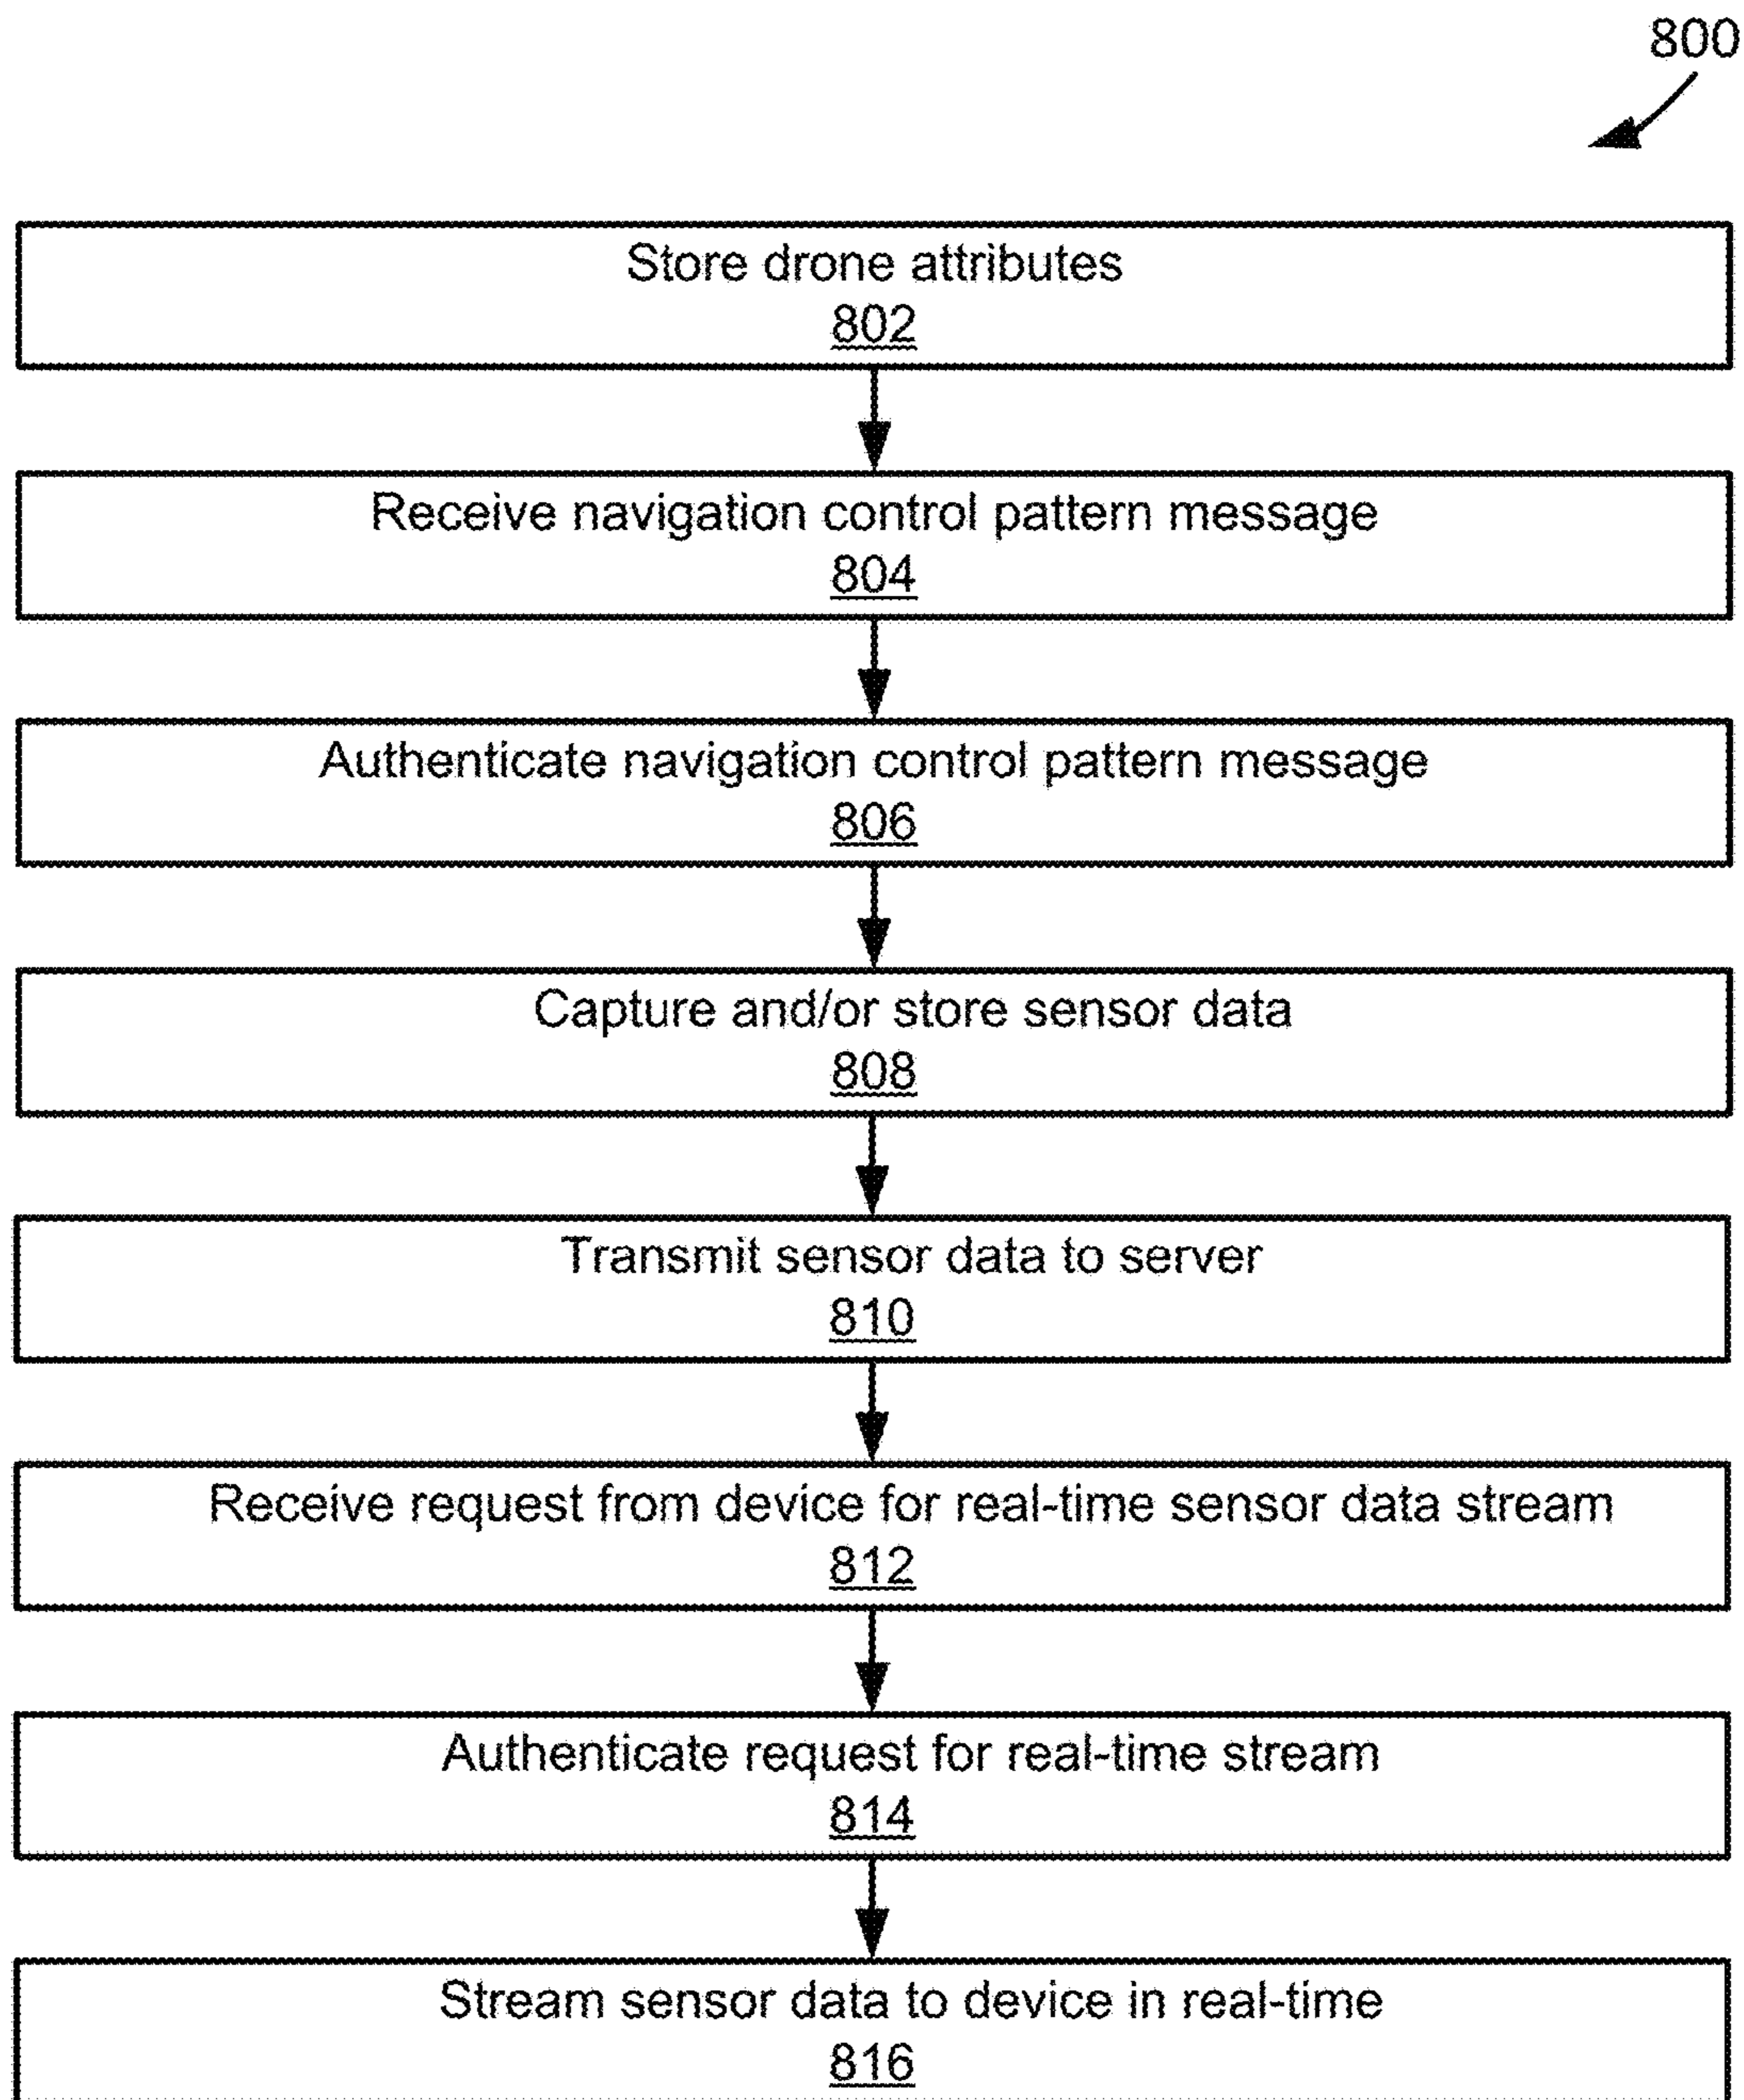 800
Store drone attributes
802
Receive navigation control pattern message
804
Authenticate navigation control pattern message
806
Capture and/or store sensor data
808
Transmit sensor data to server
810
Receive request from device for real-time sensor data stream
812
Authenticate request for real-time stream
814
Stream sensor data to device in real-time
816